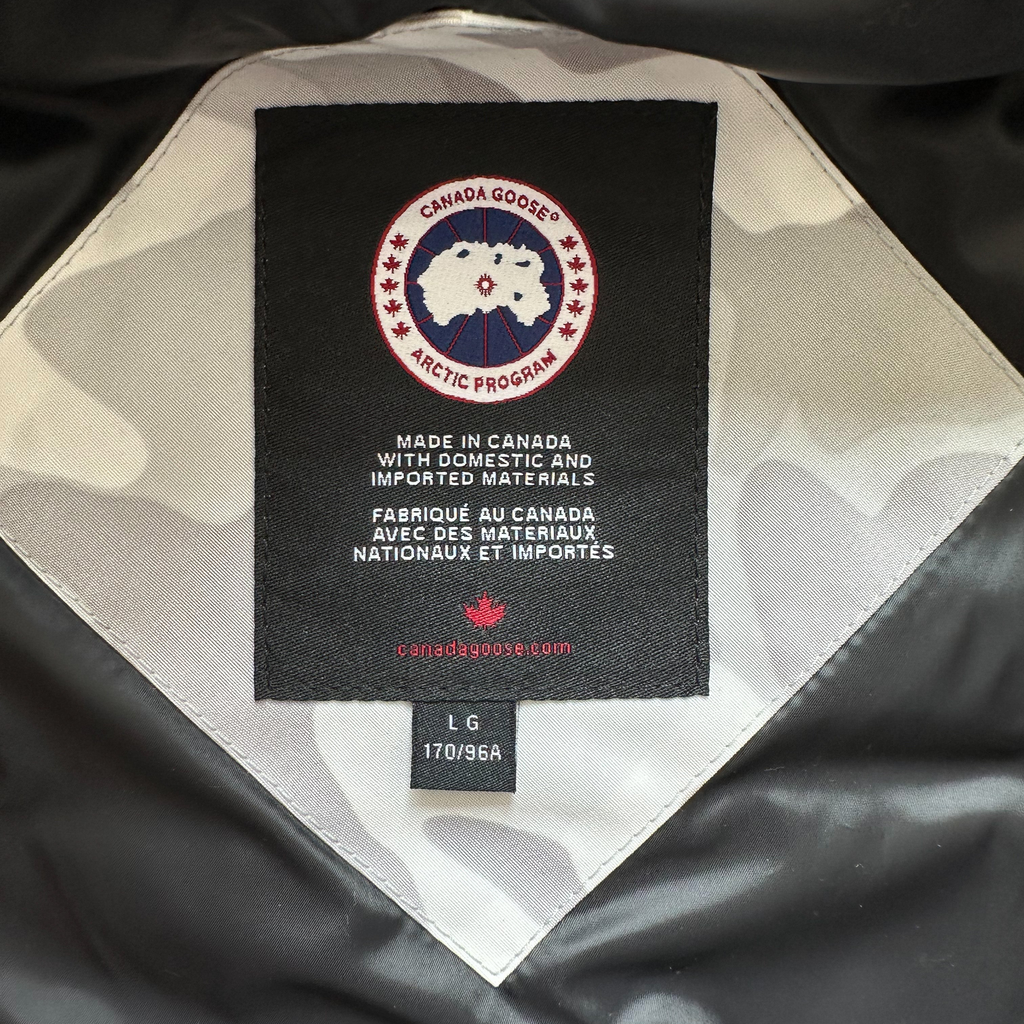 CANADA GOOSE®
ARCTIC PROGRAM
MADE IN CANADA
WITH DOMESTIC AND
IMPORTED MATERIALS
FABRIQUÉ AU CANADA
AVEC DES MATERIAUX
NATIONAUX ET IMPORTÉS
canadagoose.com
LG
170/96A